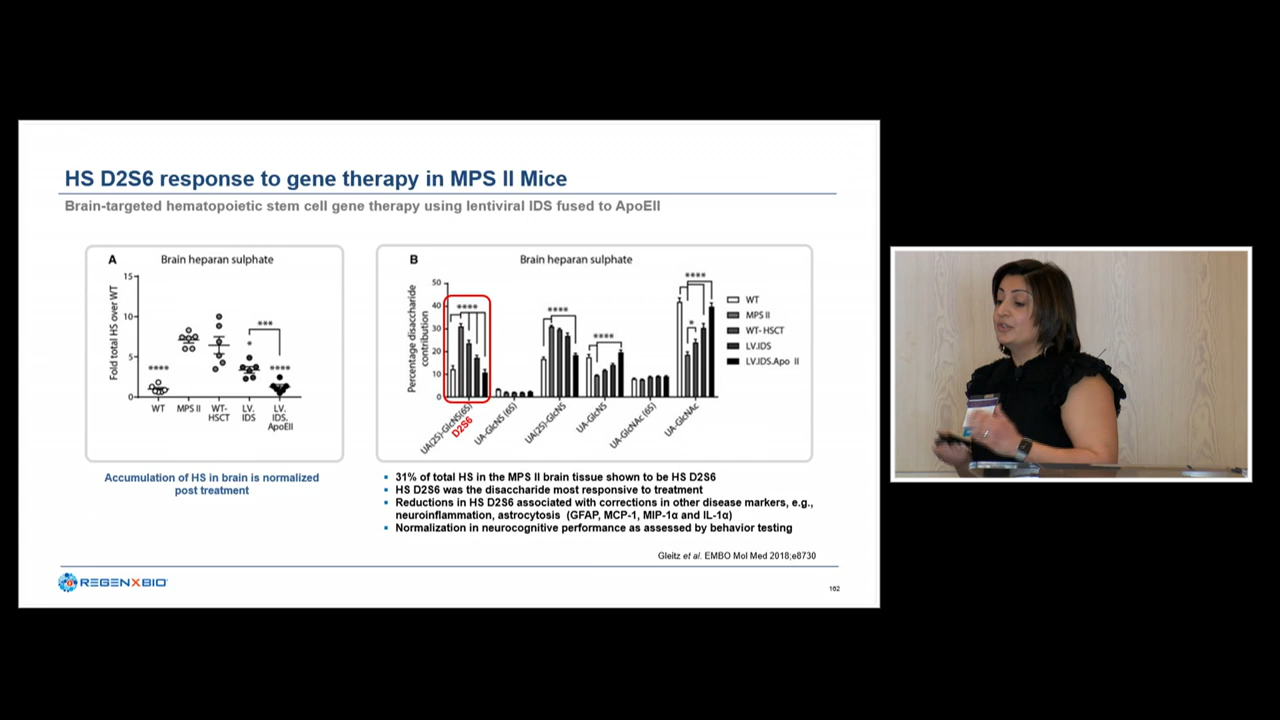 HS D2S6 response to gene therapy in MPS II Mice
Brain-targeted hematopoietic stem cell gene therapy using lentiviral IDS fused to ApoEII
A
Brain heparan sulphate
Fold total HS over WT
15
10
5
0
****
***
*
****
WT
MPS II
WT-
HSCT
LV.
IDS
LV.
IDS.
ApoEII
Accumulation of HS in brain is normalized
post treatment
B
Brain heparan sulphate
Percentage disaccharide
contribution
50
40
30
20
10
0
****
****
****
****
*
UA(2S)-GlcNS(6S)
D2S6
UA-GlcNS (6S)
UA(2S)-GlcNS
UA-GlcNS
UA-GlcNAc (6S)
UA-GlcNAc
WT
MPS II
WT- HSCT
LV.IDS
LV.IDS.Apo II
▪ 31% of total HS in the MPS II brain tissue shown to be HS D2S6
▪ HS D2S6 was the disaccharide most responsive to treatment
▪ Reductions in HS D2S6 associated with corrections in other disease markers, e.g.,
neuroinflammation, astrocytosis (GFAP, MCP-1, MIP-1α and IL-1α)
▪ Normalization in neurocognitive performance as assessed by behavior testing
Gleitz et al. EMBO Mol Med 2018;e8730
REGENXBIO
162